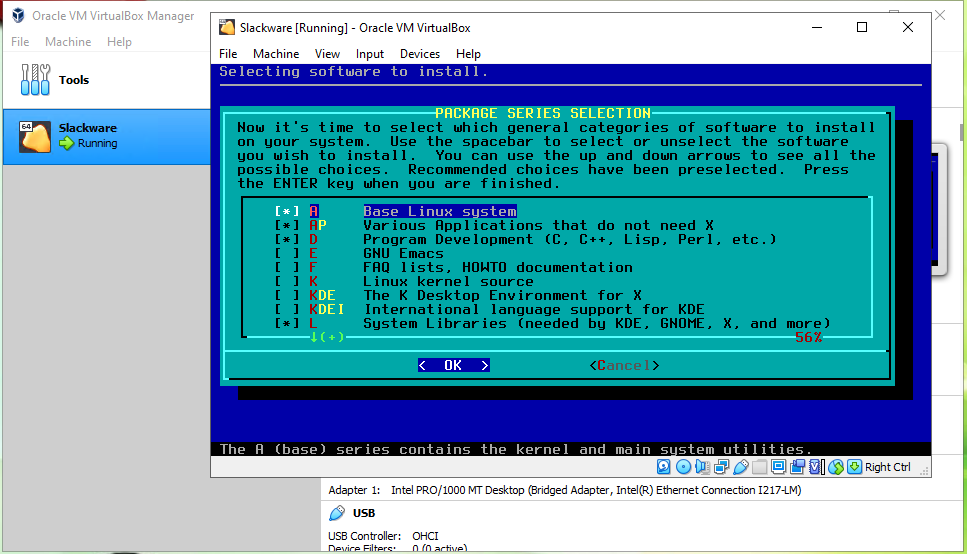 Oracle VM VirtualBox Manager
File Machine Help
Tools
64
Slackware
Running
Slackware [Running] - Oracle VM VirtualBox
File Machine View Input Devices Help
Selecting software to install.
PACKAGE SERIES SELECTION
Now it's time to select which general categories of software to install
on your system. Use the spacebar to select or unselect the software
you wish to install. You can use the up and down arrows to see all the
possible choices. Recommended choices have been preselected. Press
the ENTER key when you are finished.
[*] A Base Linux system
[*] AP Various Applications that do not need X
[*] D Program Development (C, C++, Lisp, Perl, etc.)
[ ] E GNU Emacs
[ ] F FAQ lists, HOWTO documentation
[ ] K Linux kernel source
[ ] KDE The K Desktop Environment for X
[ ] KDEI International language support for KDE
[*] L System Libraries (needed by KDE, GNOME, X, and more)
↓(+) 56%
< OK > <Cancel>
The A (base) series contains the kernel and main system utilities.
Right Ctrl
Adapter 1: Intel PRO/1000 MT Desktop (Bridged Adapter, Intel(R) Ethernet Connection I217-LM)
USB
USB Controller: OHCI
Device Filters: 0 (0 active)